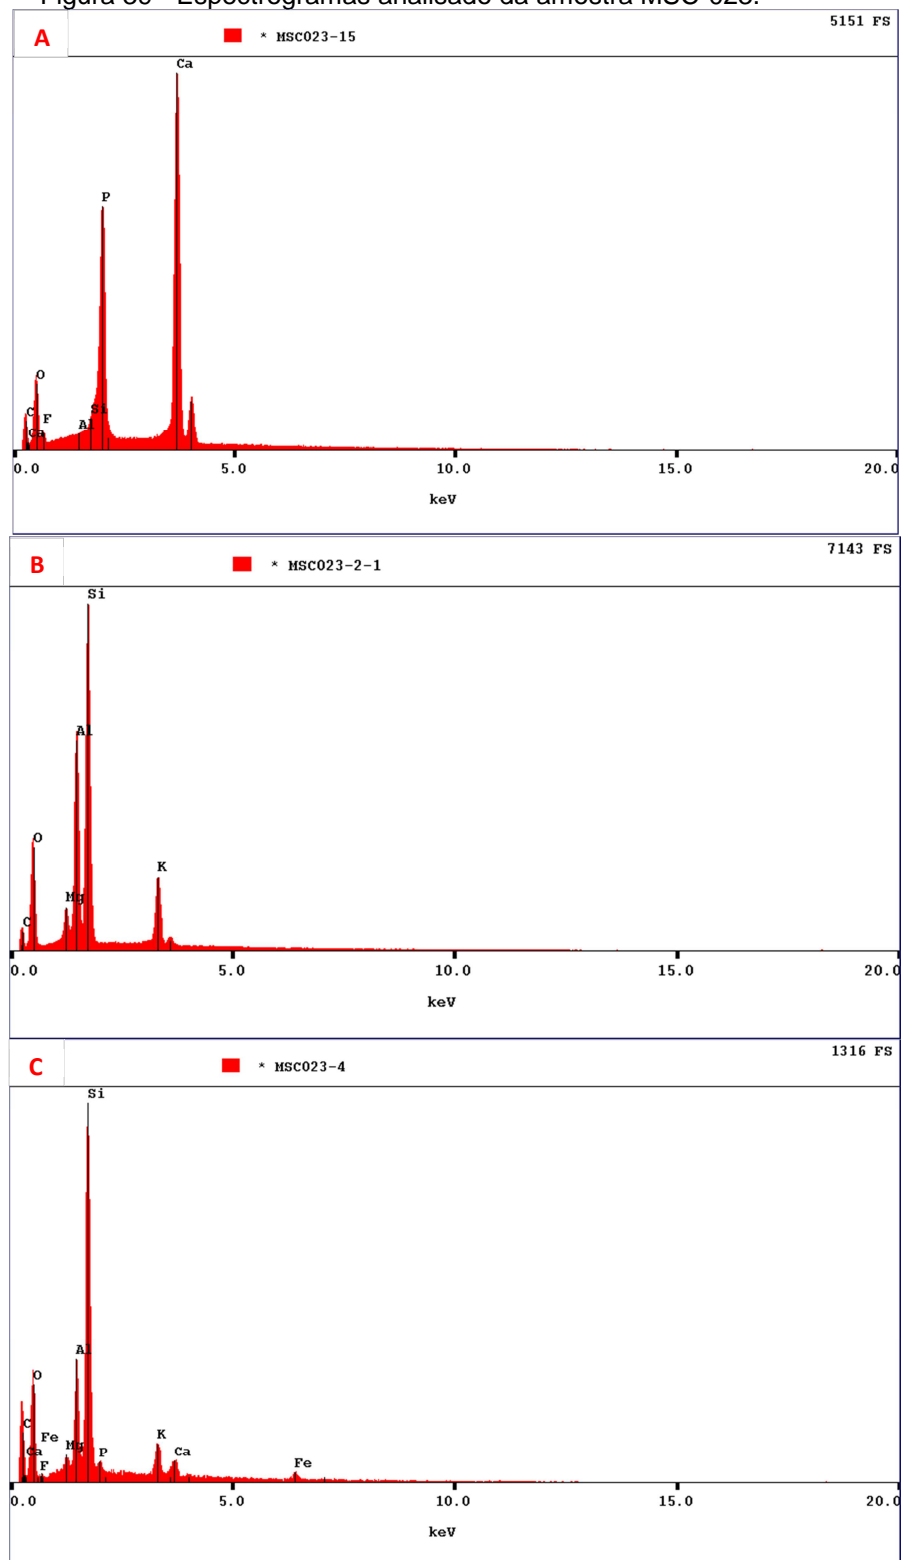 Figura 30 - Espectrogramas analisado da amostra MSC-023.
A
* MSC023-15
5151 FS
Ca
P
O
C
F
Ca
Si
Al
0.0 5.0 10.0 15.0 20.0
keV
B
* MSC023-2-1
7143 FS
Si
Al
O
K
Mg
C
0.0 5.0 10.0 15.0 20.0
keV
C
* MSC023-4
1316 FS
Si
Al
O
C
Fe
Ca
F
Mg
P
K
Ca
Fe
0.0 5.0 10.0 15.0 20.0
keV